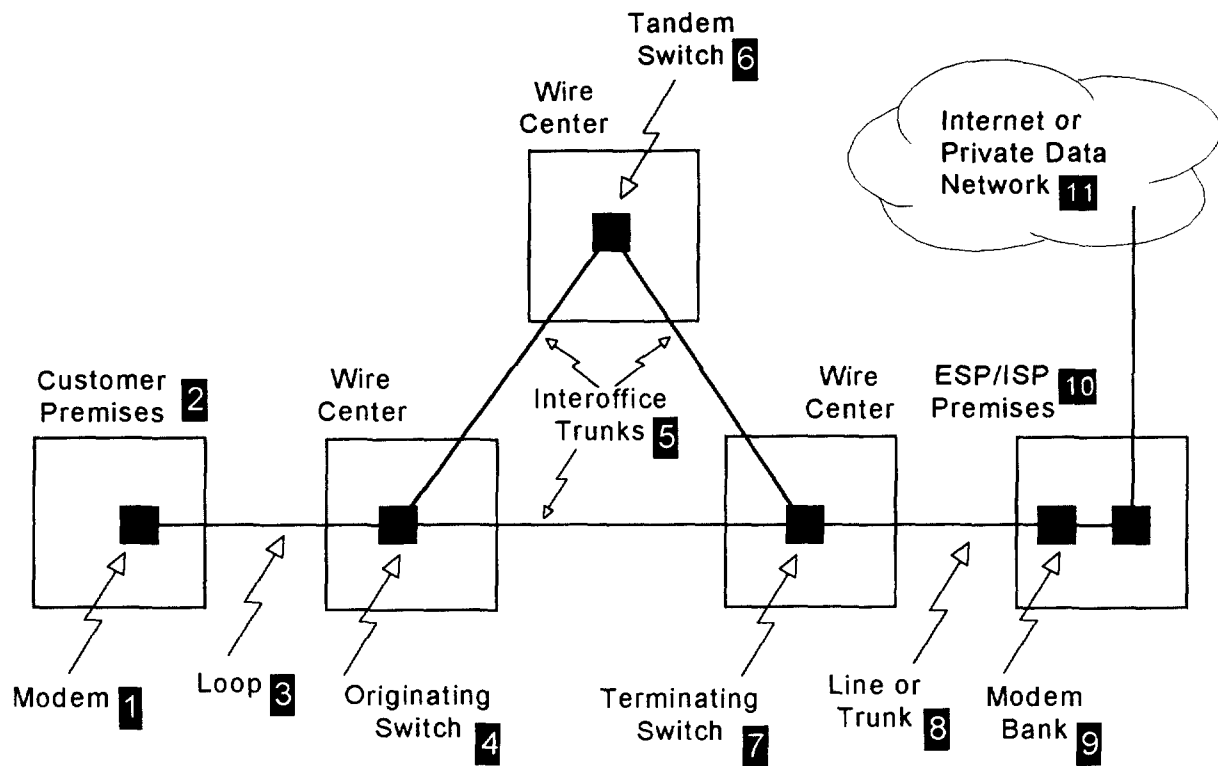 Tandem
Switch 6
Wire
Center
Internet or
Private Data
Network 11
Customer
Premises 2
Wire
Center
Interoffice
Trunks 5
Wire
Center
ESP/ISP 10
Premises
Modem 1
Loop 3
Originating
Switch 4
Terminating
Switch 7
Line or
Trunk 8
Modem
Bank 9